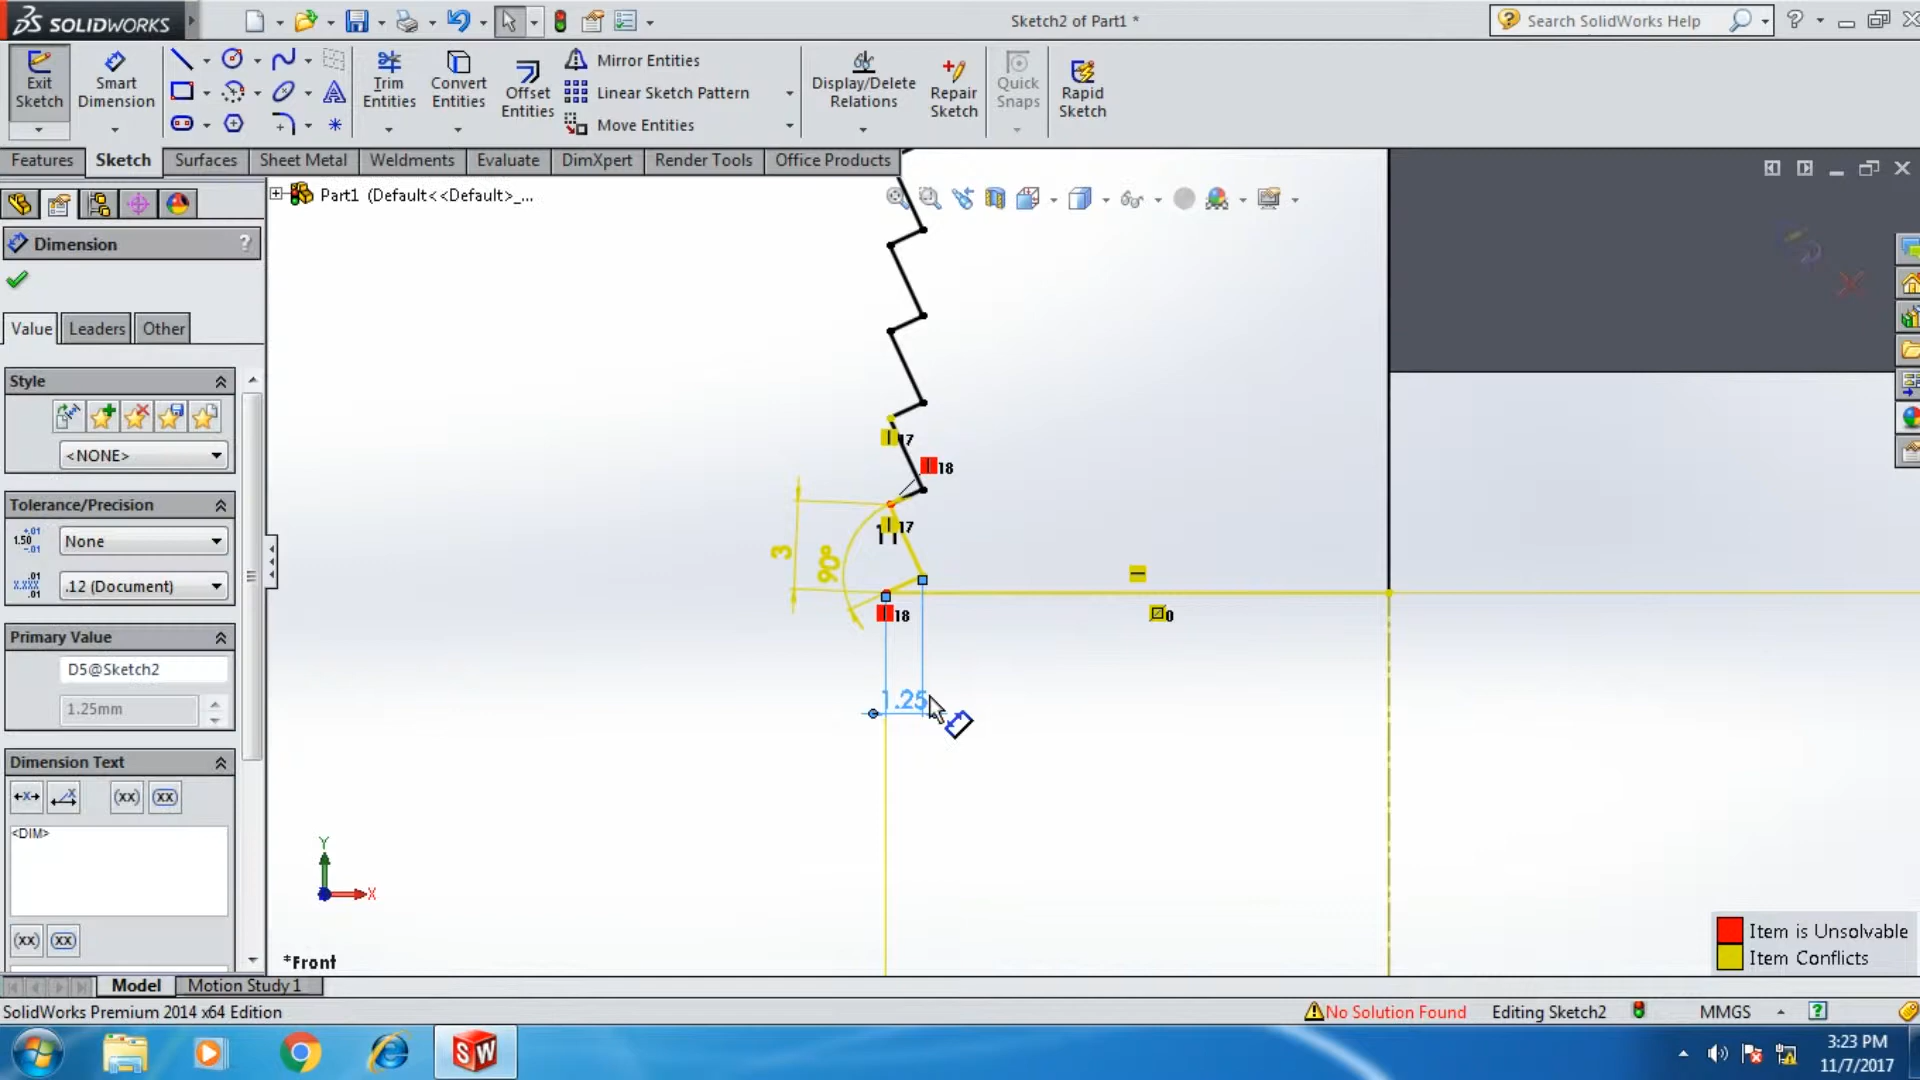 SOLIDWORKS
Sketch2 of Part1 *
Search SolidWorks Help
Exit Sketch
Smart Dimension
Trim Entities
Convert Entities
Offset Entities
Mirror Entities
Linear Sketch Pattern
Move Entities
Display/Delete Relations
Repair Sketch
Quick Snaps
Rapid Sketch
Features
Sketch
Surfaces
Sheet Metal
Weldments
Evaluate
DimXpert
Render Tools
Office Products
Part1 (Default<<Default>_...
Dimension
?
Value
Leaders
Other
Style
<NONE>
Tolerance/Precision
None
.12 (Document)
Primary Value
D5@Sketch2
1.25mm
Dimension Text
<DIM>
(xx) (xx)
(xx) (xx)
17
18
17
3
90°
18
0
1.25
Y
X
*Front
Item is Unsolvable
Item Conflicts
Model
Motion Study 1
SolidWorks Premium 2014 x64 Edition
No Solution Found
Editing Sketch2
MMGS
3:23 PM
11/7/2017